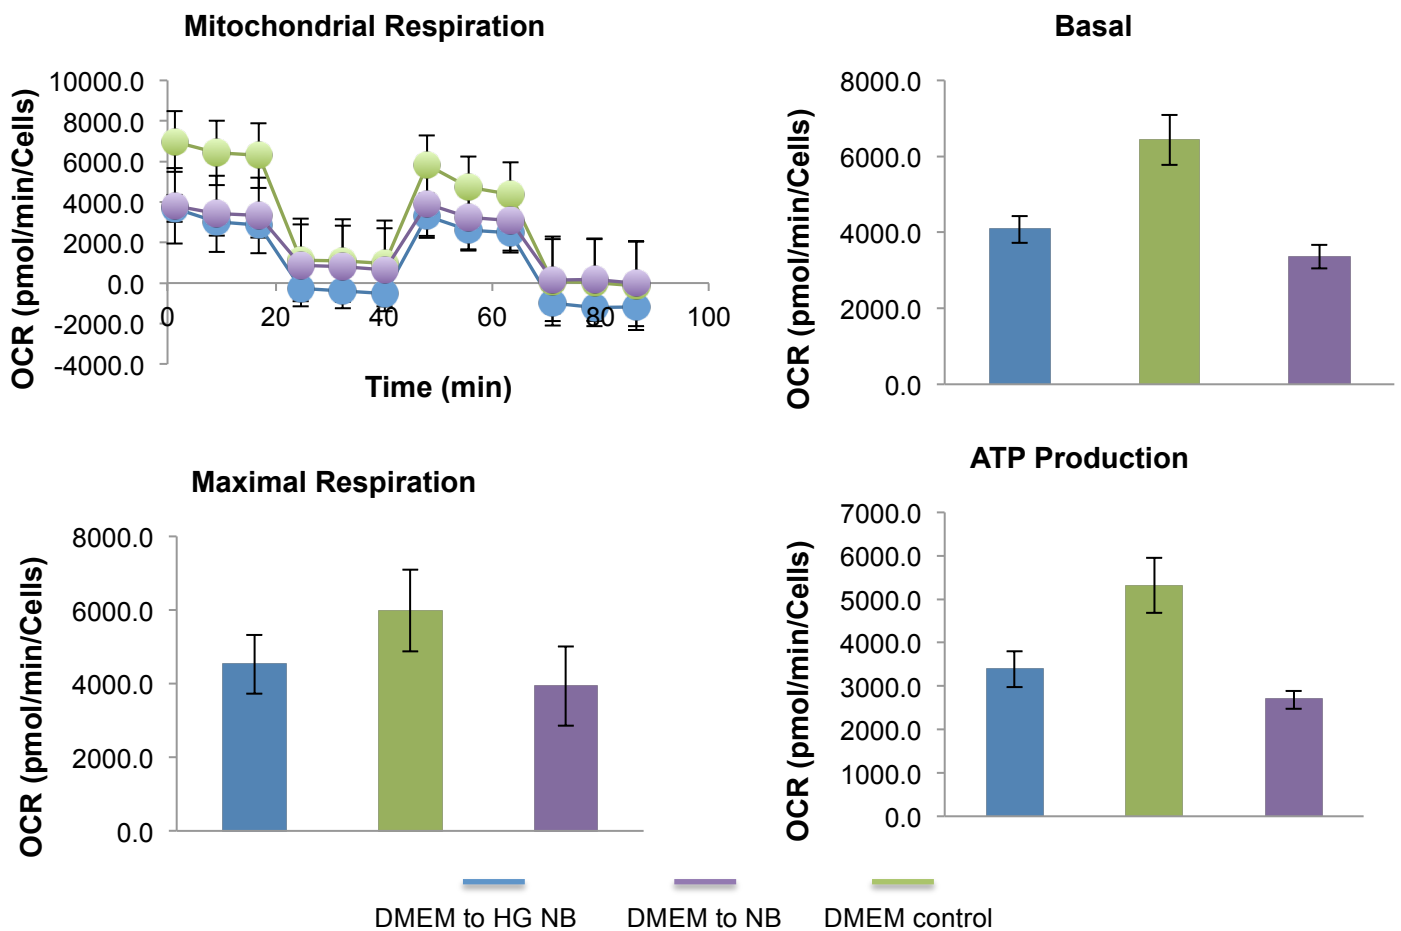 Mitochondrial Respiration
OCR (pmol/min/Cells)
10000.0
8000.0
6000.0
4000.0
2000.0
0.0
-2000.0
-4000.0
0 20 40 60 80 100
Time (min)
Basal
OCR (pmol/min/Cells)
8000.0
6000.0
4000.0
2000.0
0.0
Maximal Respiration
OCR (pmol/min/Cells)
8000.0
6000.0
4000.0
2000.0
0.0
ATP Production
OCR (pmol/min/Cells)
7000.0
6000.0
5000.0
4000.0
3000.0
2000.0
1000.0
0.0
DMEM to HG NB DMEM to NB DMEM control